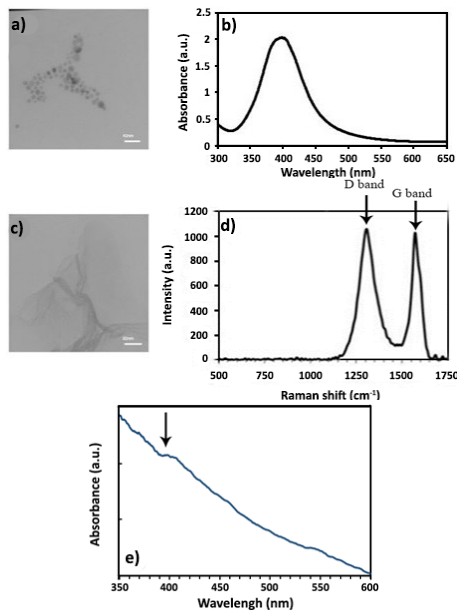 a)
b)
Absorbance (a.u.)
2.5
2
1.5
1
0.5
0
300 350 400 450 500 550 600 650
Wavelength (nm)
c)
d)
D band
G band
Intensity (a.u.)
1200
1000
800
600
400
200
0
500 750 1000 1250 1500 1750
Raman shift (cm-1)
e)
Absorbance (a.u.)
350 400 450 500 550 600
Wavelengh (nm)